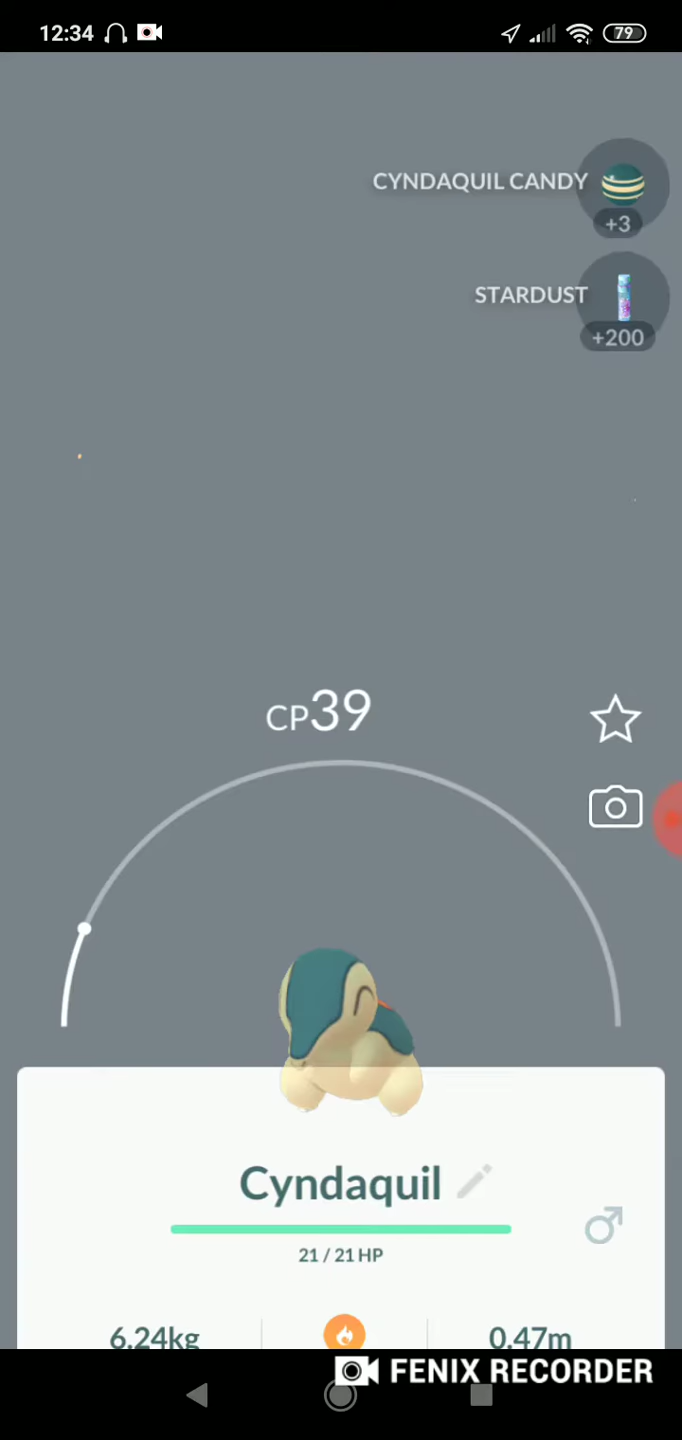 12:34
79
CYNDAQUIL CANDY
+3
STARDUST
+200
CP39
Cyndaquil
21 / 21 HP
6.24kg
0.47m
FENIX RECORDER